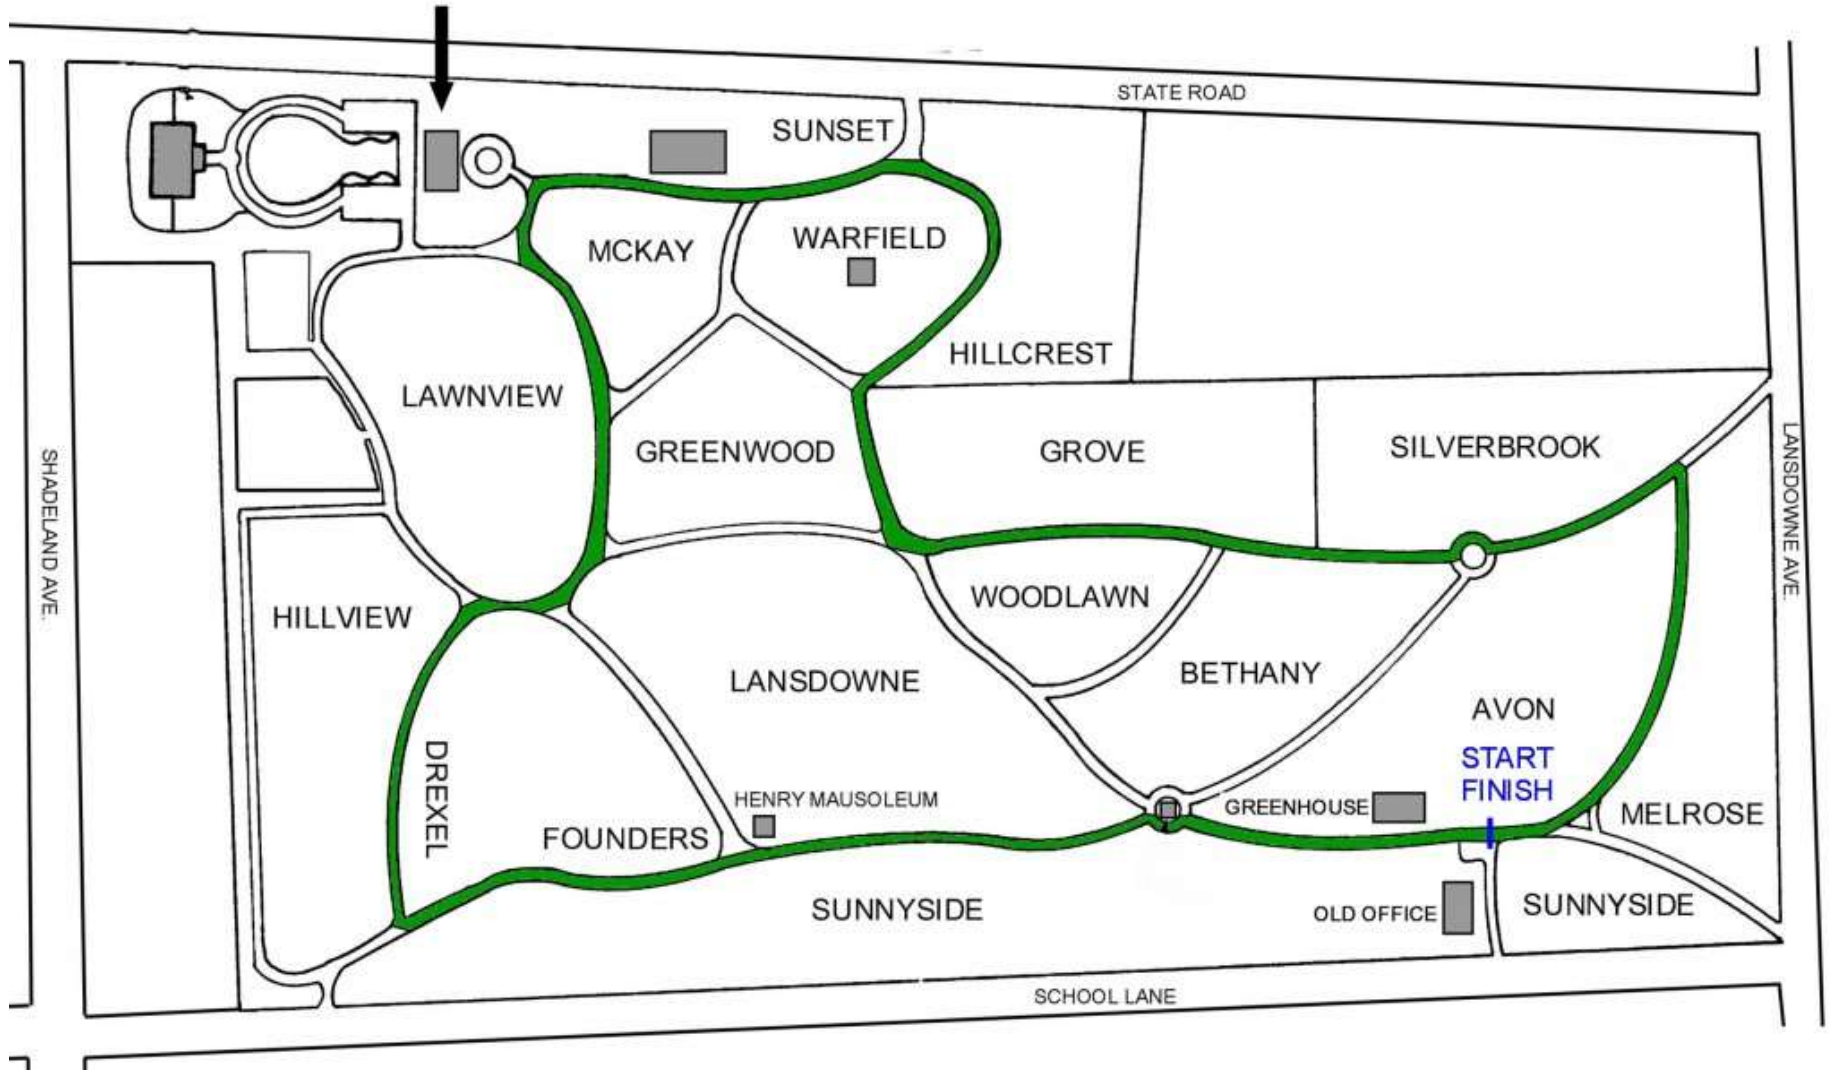 STATE ROAD
SUNSET
MCKAY
WARFIELD
HILLCREST
LAWNVIEW
GREENWOOD
GROVE
SILVERBROOK
SHADELAND AVE.
LANSDOWNE AVE.
HILLVIEW
WOODLAWN
LANSDOWNE
BETHANY
AVON
START
FINISH
DREXEL
HENRY MAUSOLEUM
GREENHOUSE
MELROSE
FOUNDERS
SUNNYSIDE
OLD OFFICE
SUNNYSIDE
SCHOOL LANE